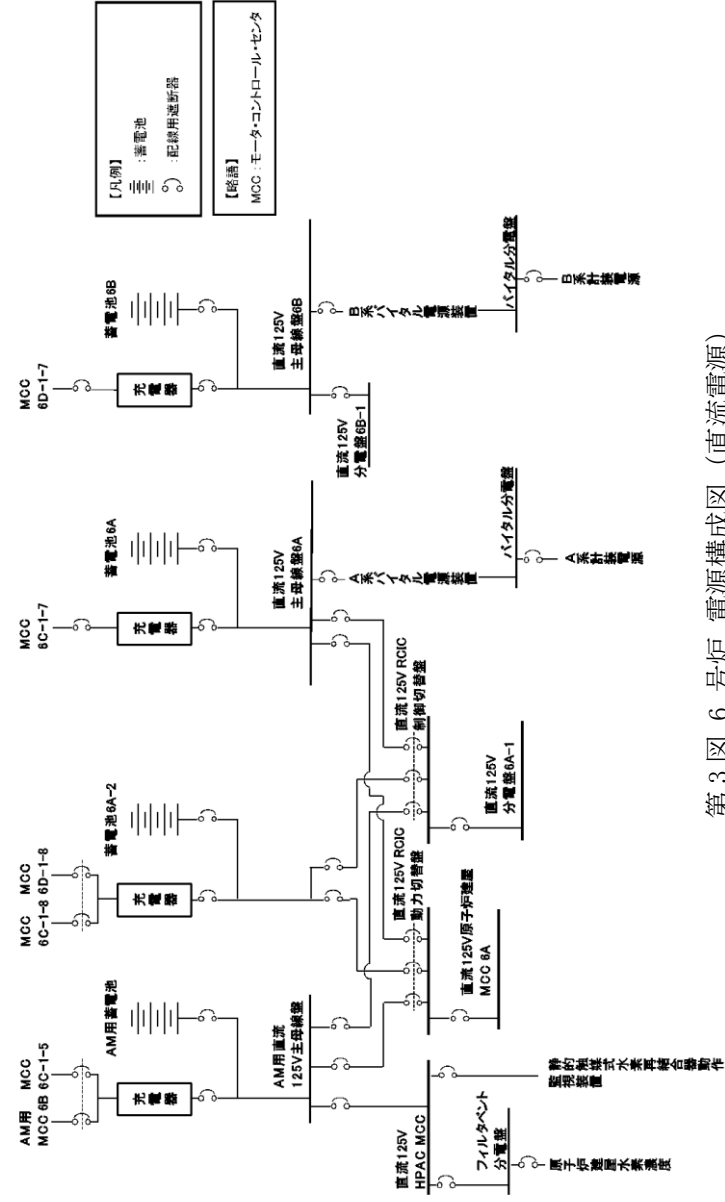 AM用
MCC 6B
MCC
6C-1-5
充電器
AM用蓄電池
AM用直流
125V主母線盤
直流125V
HPAC MCC
フィルタベント
分電盤
原子炉建屋水素濃度
静的触媒式水素再結合器動作
監視装置
MCC
6C-1-8
MCC
6D-1-8
充電器
蓄電池6A-2
直流125V RCIC
動力切替盤
直流125V原子炉建屋
MCC 6A
直流125V RCIC
制御切替盤
直流125V
分電盤6A-1
MCC
6C-1-7
充電器
蓄電池6A
直流125V
主母線盤6A
A系バイタル電源装置
バイタル分電盤
A系計装電源
MCC
6D-1-7
充電器
蓄電池6B
直流125V
主母線盤6B
直流125V
分電盤6B-1
B系バイタル電源装置
バイタル分電盤
B系計装電源
【凡例】
:蓄電池
:配線用遮断器
【略語】
MCC :モータ・コントロール・センタ
第3図 6号炉 電源構成図（直流電源）